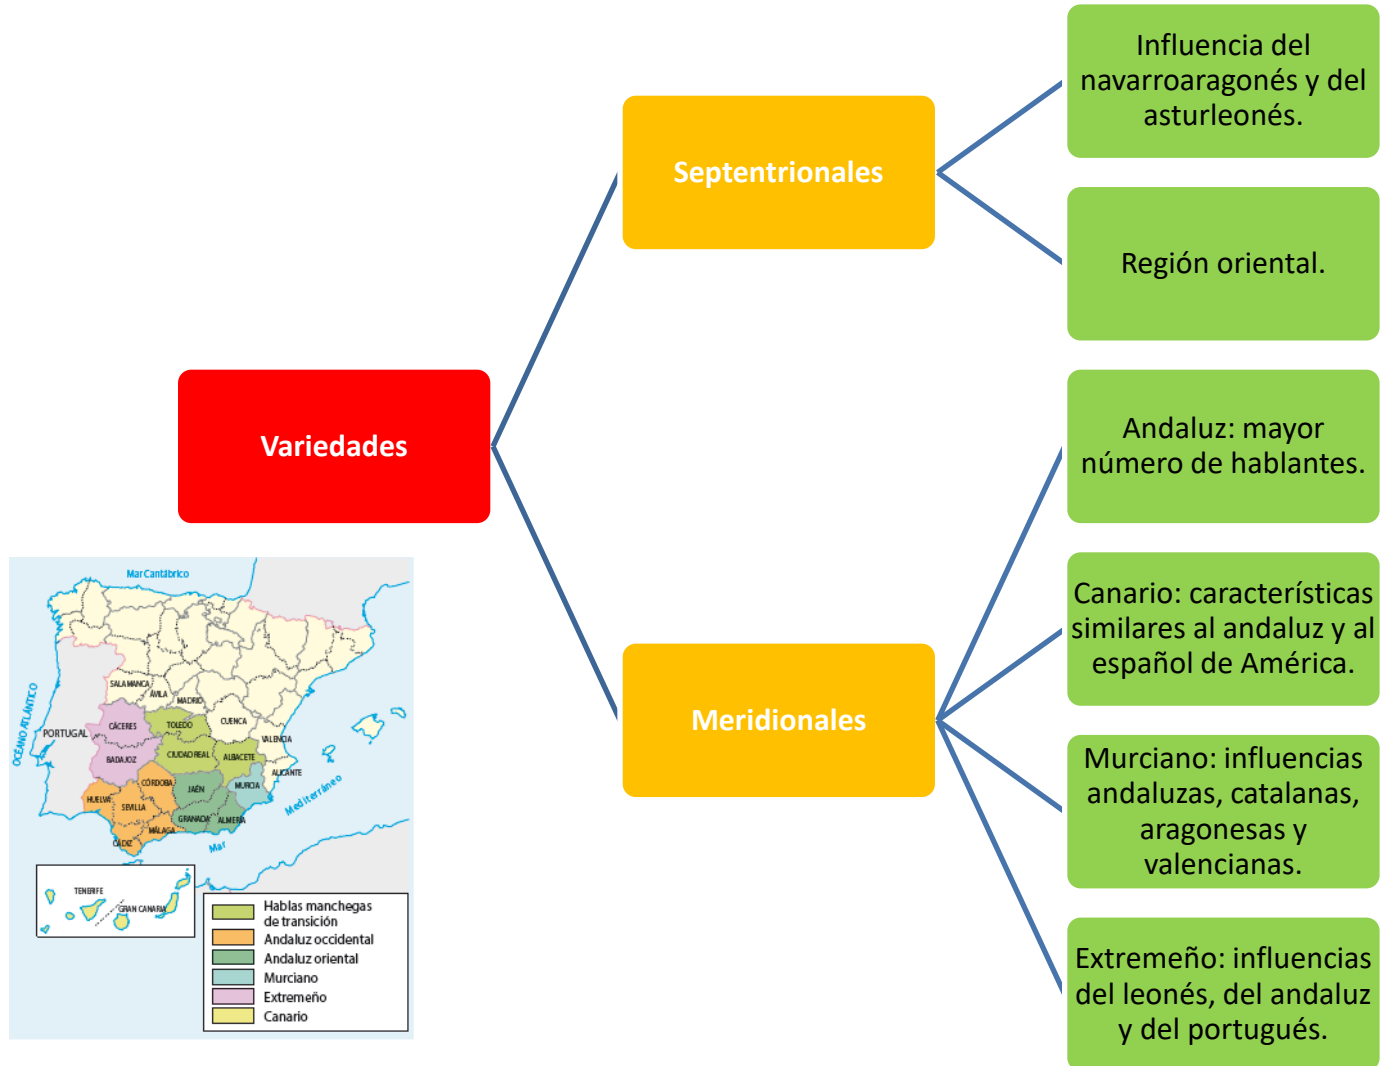 Variedades
Septentrionales
Influencia del
navarroaragonés y del
asturleonés.
Región oriental.
Meridionales
Andaluz: mayor
número de hablantes.
Canario: características
similares al andaluz y al
español de América.
Murciano: influencias
andaluzas, catalanas,
aragonesas y
valencianas.
Extremeño: influencias
del leonés, del andaluz
y del portugués.
Mar Cantábrico
OCÉANO ATLÁNTICO
PORTUGAL
SALAMANCA
ÁVILA
MADRID
CÁCERES
TOLEDO
CUENCA
VALENCIA
BADAJOZ
CIUDAD REAL
ALBACETE
ALICANTE
CÓRDOBA
JAÉN
MURCIA
HUELVA
SEVILLA
GRANADA
ALMERÍA
MÁLAGA
CÁDIZ
Mar
Mediterráneo
TENERIFE
GRAN CANARIA
Hablas manchegas
de transición
Andaluz occidental
Andaluz oriental
Murciano
Extremeño
Canario